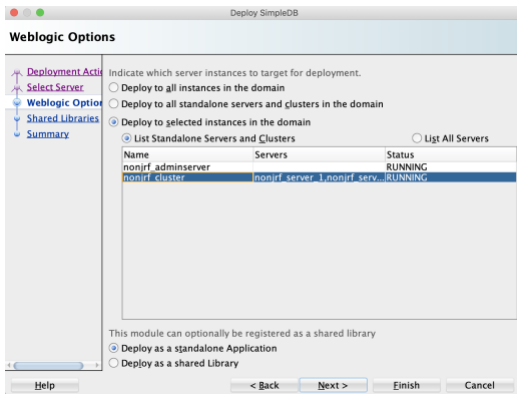 Deploy SimpleDB
Weblogic Options
Deployment Actio
Select Server
Weblogic Option
Shared Libraries
Summary
Indicate which server instances to target for deployment.
Deploy to all instances in the domain
Deploy to all standalone servers and clusters in the domain
Deploy to selected instances in the domain
List Standalone Servers and Clusters List All Servers
Name Servers Status
nonjrf_adminserver RUNNING
nonjrf_cluster nonjrf_server_1,nonjrf_serv... RUNNING
This module can optionally be registered as a shared library
Deploy as a standalone Application
Deploy as a shared Library
Help < Back Next > Finish Cancel